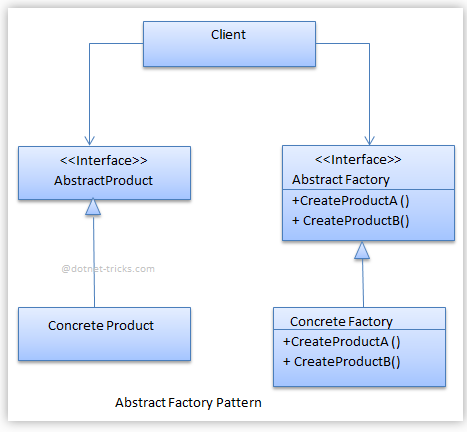 Client
<<Interface>>
AbstractProduct
<<Interface>>
Abstract Factory
+CreateProductA ()
+ CreateProductB()
@dotnet-tricks.com
Concrete Product
Concrete Factory
+CreateProductA ()
+ CreateProductB()
Abstract Factory Pattern